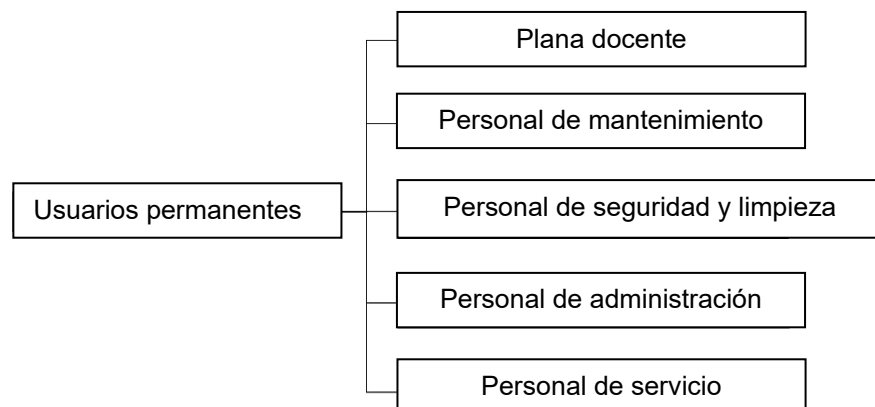 Plana docente
Personal de mantenimiento
Usuarios permanentes
Personal de seguridad y limpieza
Personal de administración
Personal de servicio